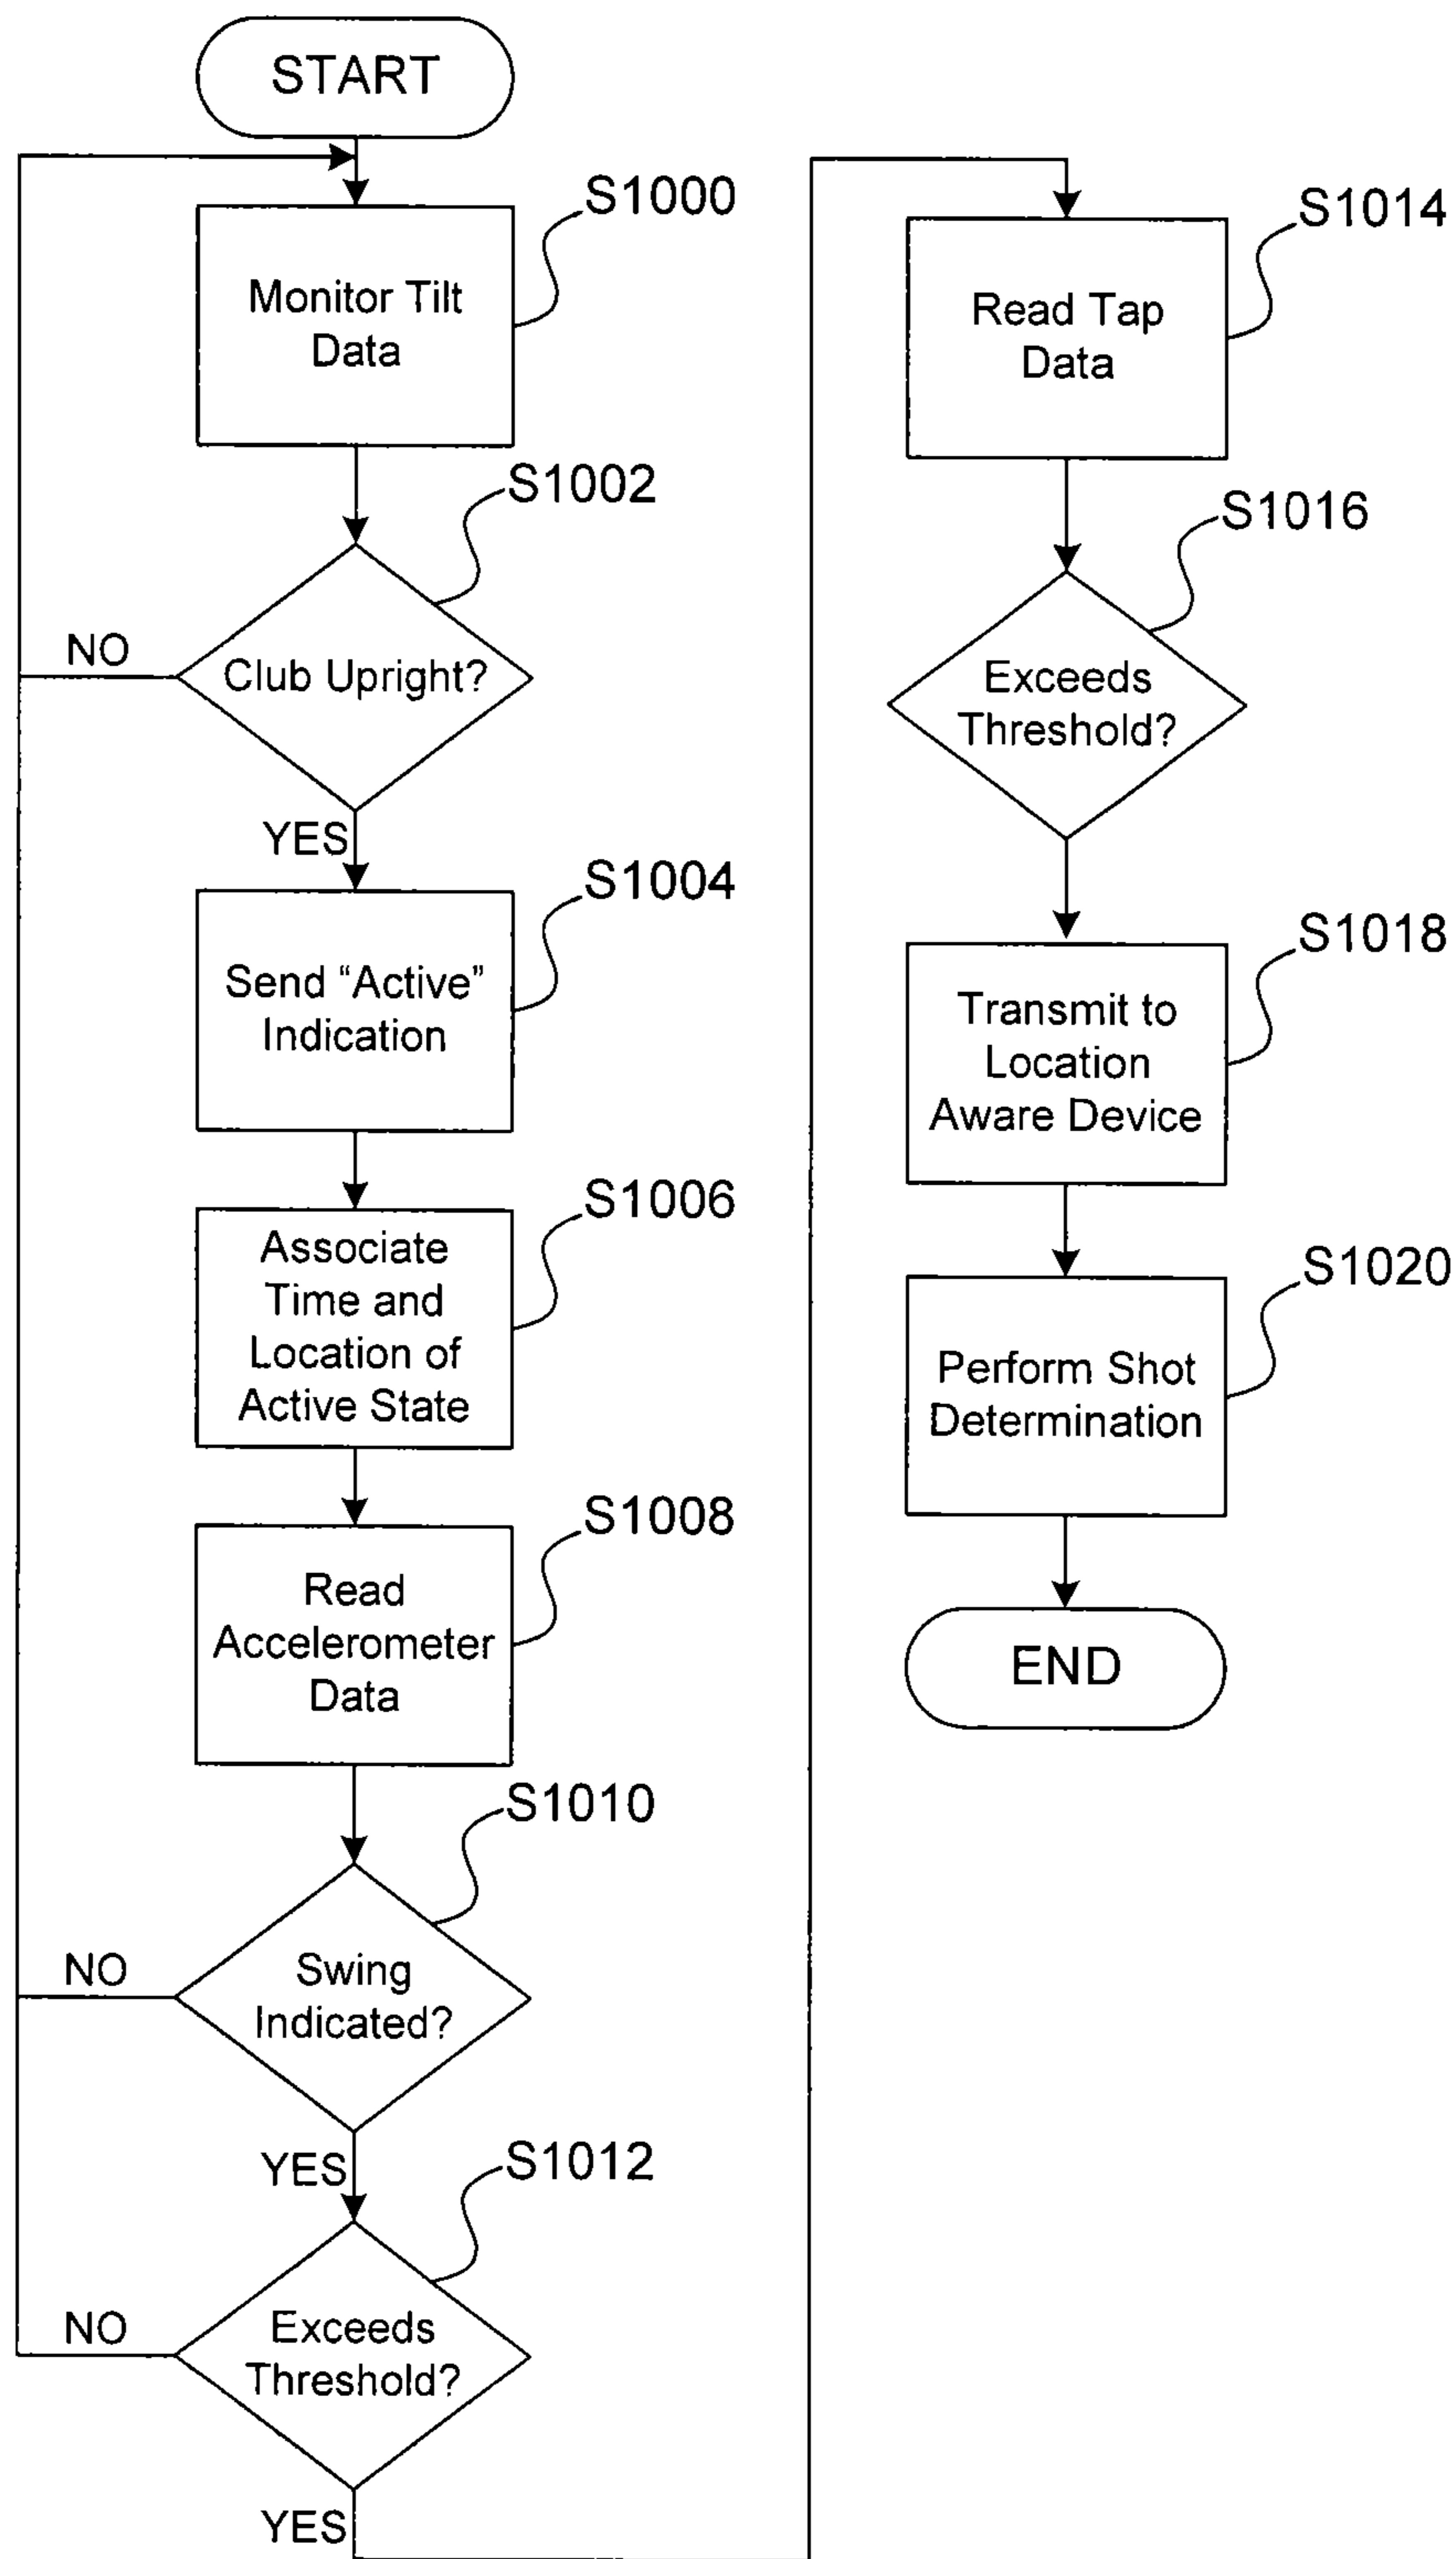 START
S1000
Monitor Tilt
Data
S1002
NO
Club Upright?
YES
S1004
Send “Active”
Indication
S1006
Associate
Time and
Location of
Active State
S1008
Read
Accelerometer
Data
S1010
NO
Swing
Indicated?
YES
S1012
NO
Exceeds
Threshold?
YES
S1014
Read Tap
Data
S1016
Exceeds
Threshold?
S1018
Transmit to
Location
Aware Device
S1020
Perform Shot
Determination
END